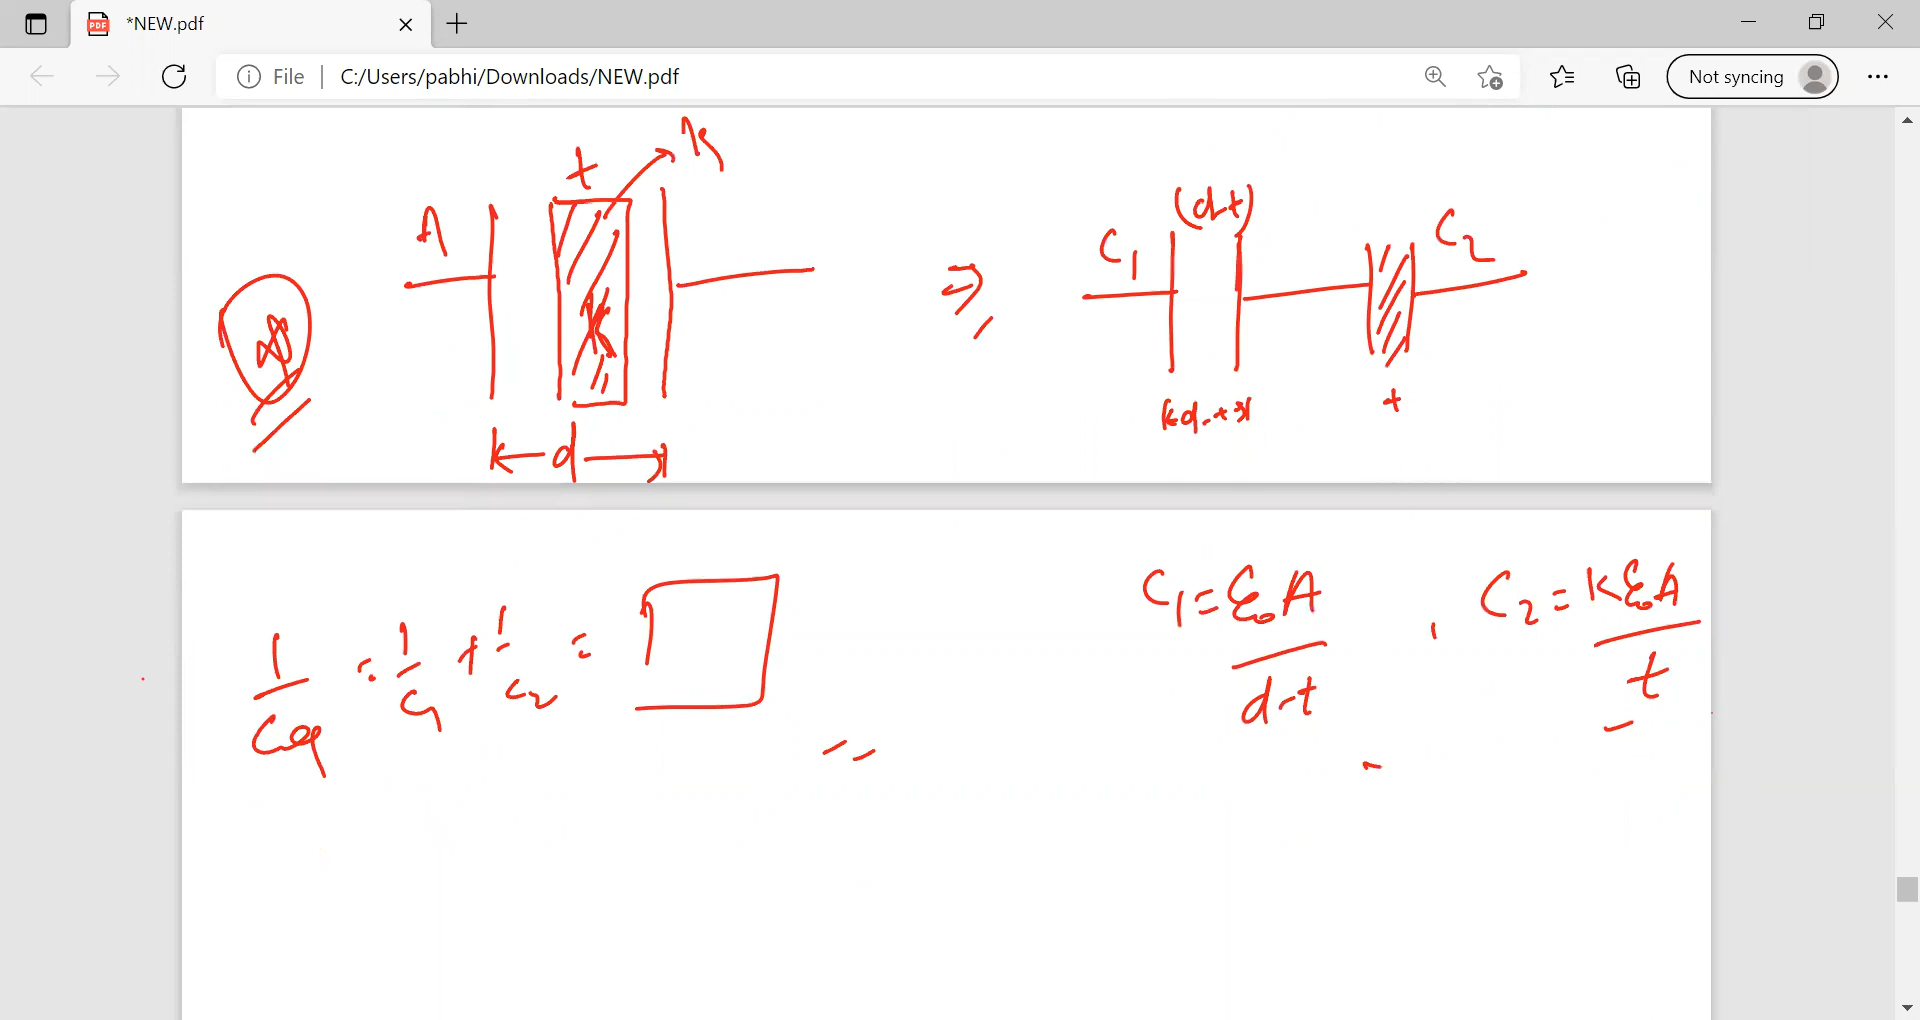 *NEW.pdf
File C:/Users/pabhi/Downloads/NEW.pdf Not syncing
t K
A
K
d
⇒
C1 (d-t) C2
d-t t
1/Ceq = 1/C1 + 1/C2 =
C1 = ε0A/d-t , C2 = kε0A/t